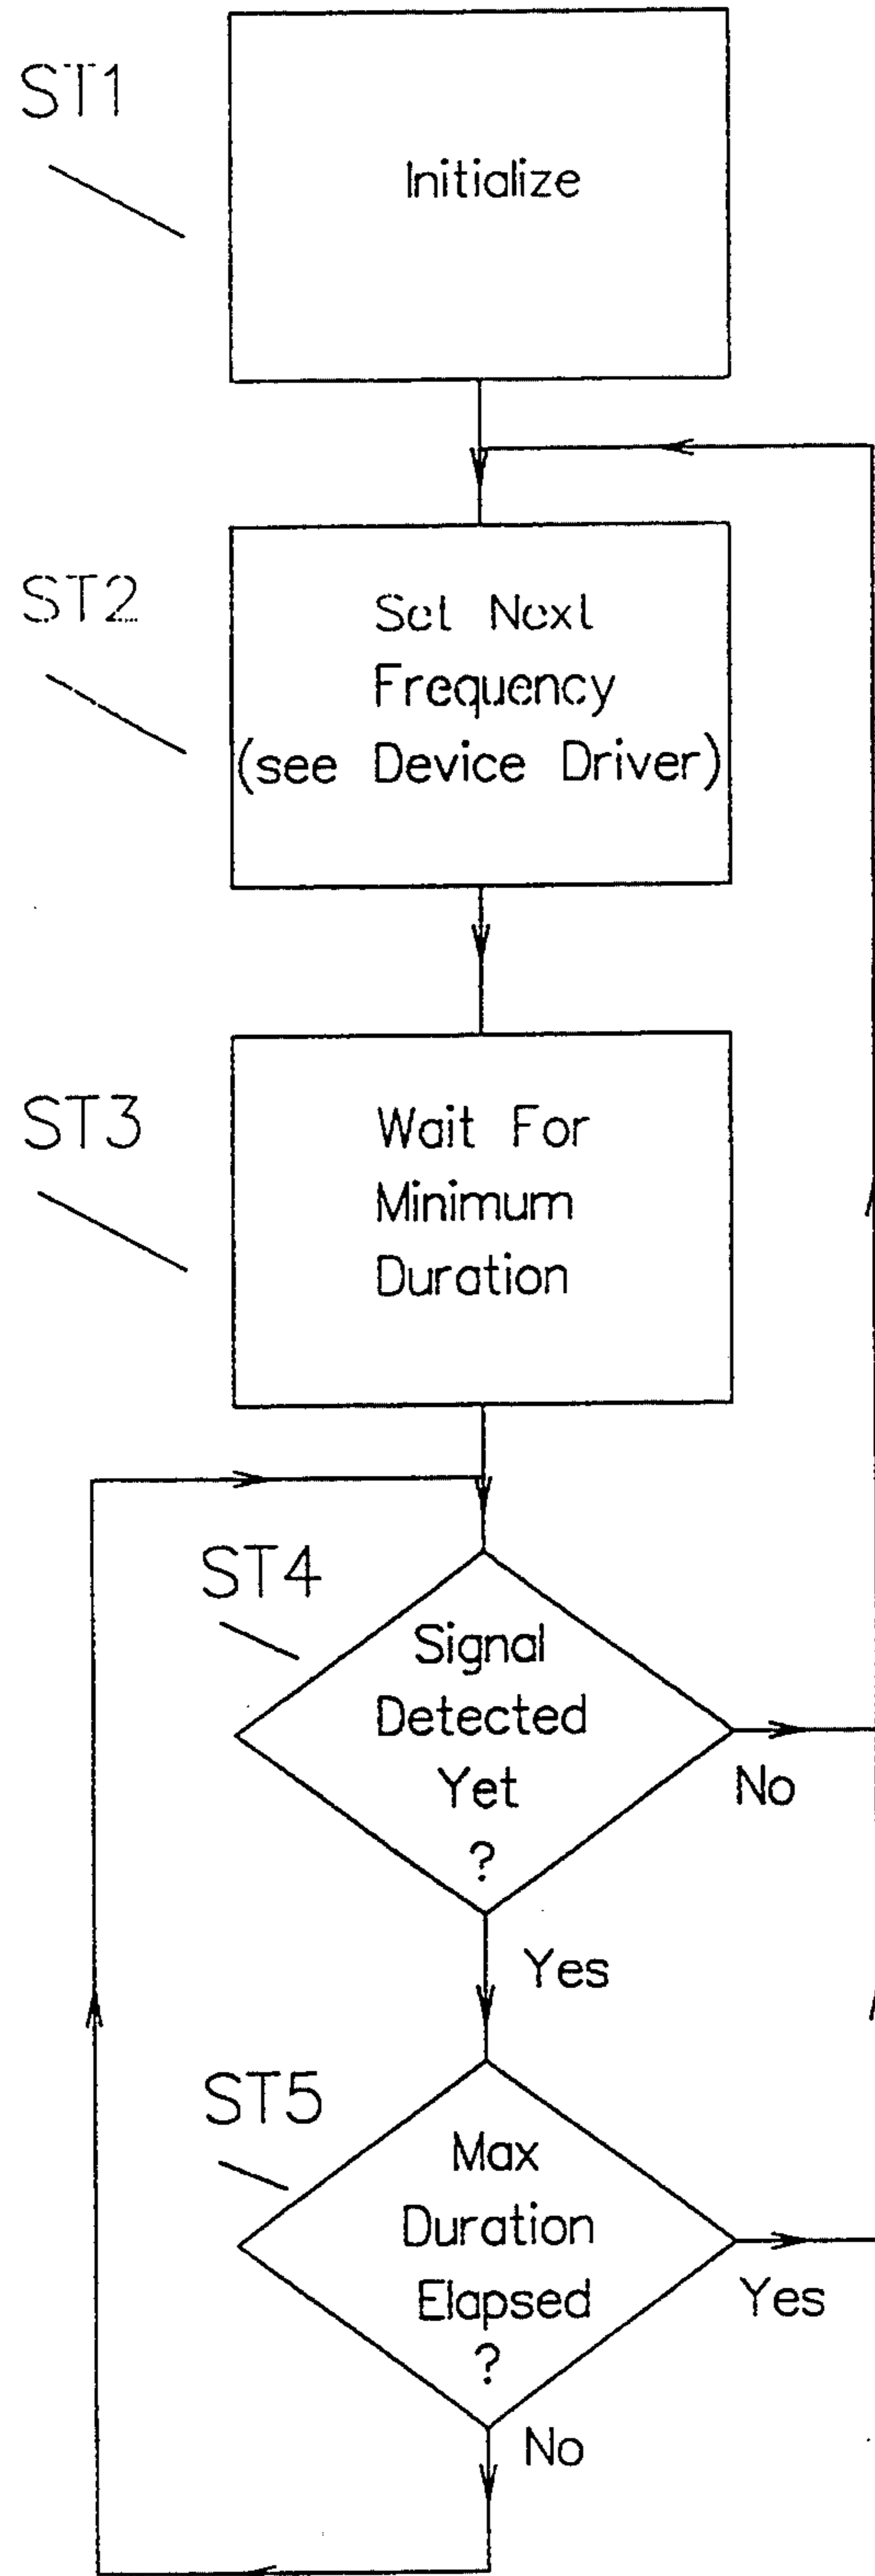 ST1
Initialize
ST2
Set Next
Frequency
(see Device Driver)
ST3
Wait For
Minimum
Duration
ST4
Signal
Detected
Yet
?
No
Yes
ST5
Max
Duration
Elapsed
?
Yes
No